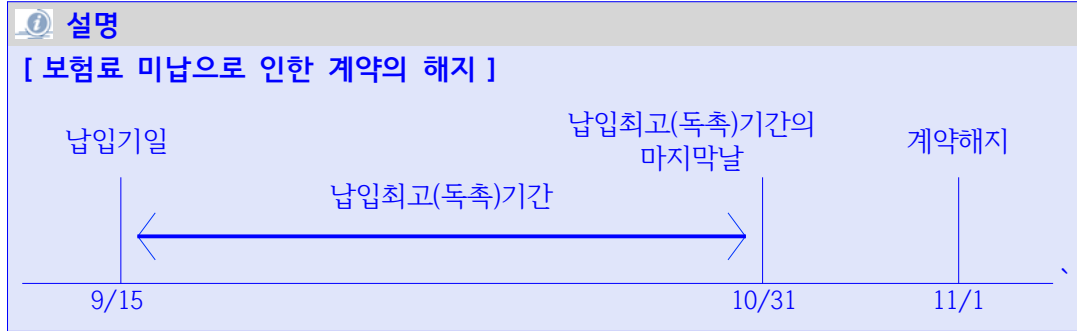 설명
[ 보험료 미납으로 인한 계약의 해지 ]
납입기일
납입최고(독촉)기간의
마지막날
계약해지
납입최고(독촉)기간
9/15
10/31
11/1
、